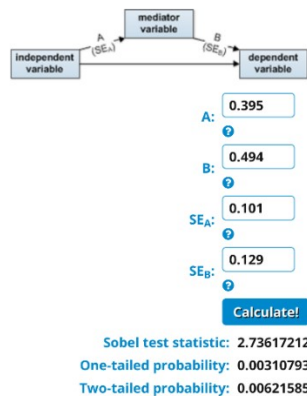 mediator
variable
A
(SEA)
B
(SEB)
independent
variable
dependent
variable
A: 0.395
?
B: 0.494
?
SEA: 0.101
?
SEB: 0.129
?
Calculate!
Sobel test statistic: 2.73617212
One-tailed probability: 0.00310793
Two-tailed probability: 0.00621585